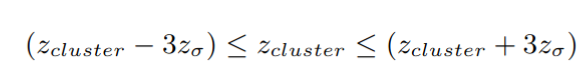 (z_{cluster} − 3z_σ) ≤ z_{cluster} ≤ (z_{cluster} + 3z_σ)